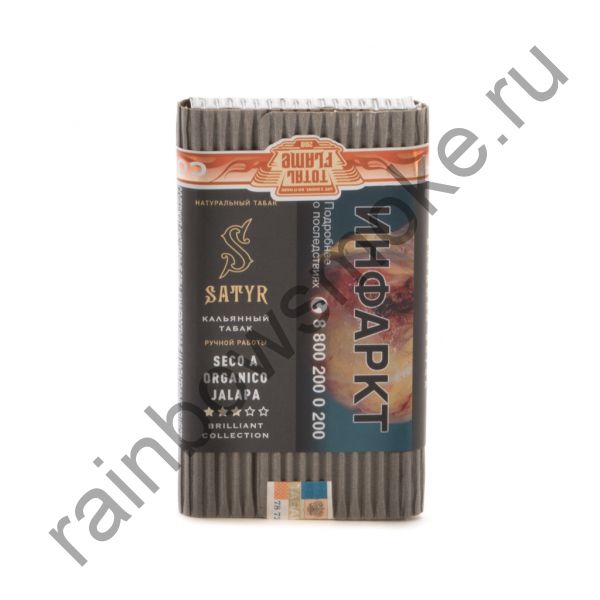 TOTAL
FLAME
НАТУРАЛЬНЫЙ ТАБАК
S
SATYR
КАЛЬЯННЫЙ
ТАБАК
РУЧНОЙ РАБОТЫ
SECO A
ORGANICO
JALAPA
BRILLIANT
COLLECTION
Подробнее
о последствиях
8 800 200 0 200
ИНФАРКТ
rainbowsmoke.ru